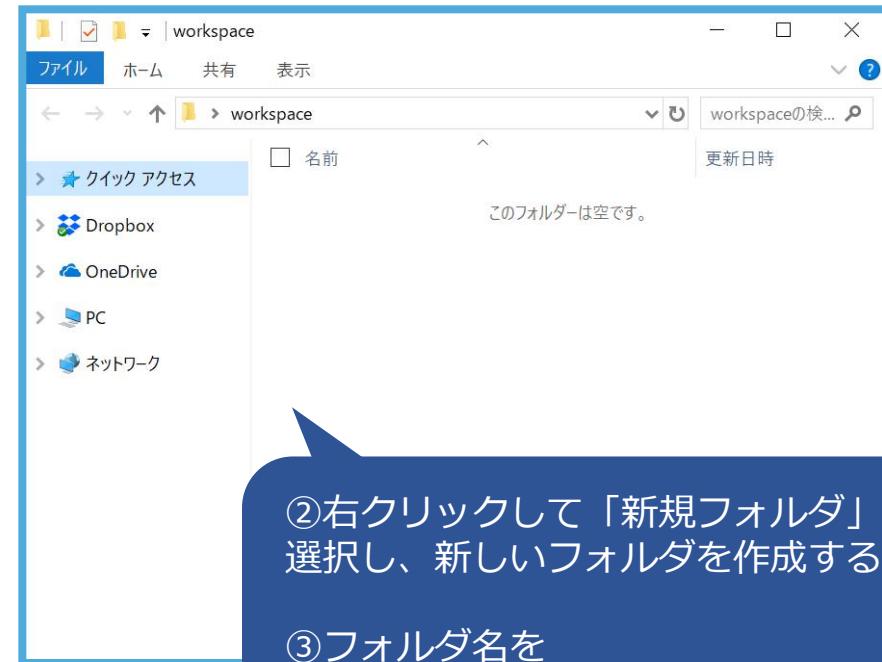 workspace
ファイル ホーム 共有 表示
workspace
workspaceの検...
名前 更新日時
クイック アクセス
このフォルダーは空です。
Dropbox
OneDrive
PC
ネットワーク
②右クリックして「新規フォルダ」
選択し、新しいフォルダを作成する
③フォルダ名を